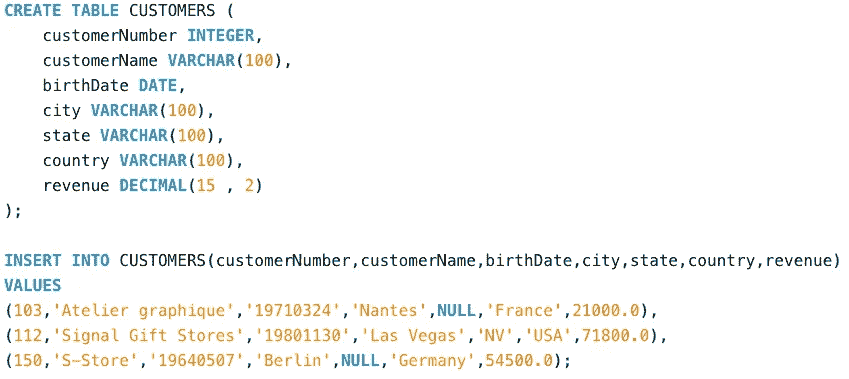 CREATE TABLE CUSTOMERS (
    customerNumber INTEGER,
    customerName VARCHAR(100),
    birthDate DATE,
    city VARCHAR(100),
    state VARCHAR(100),
    country VARCHAR(100),
    revenue DECIMAL(15 , 2)
);

INSERT INTO CUSTOMERS(customerNumber,customerName,birthDate,city,state,country,revenue)
VALUES
(103,'Atelier graphique','19710324','Nantes',NULL,'France',21000.0),
(112,'Signal Gift Stores','19801130','Las Vegas','NV','USA',71800.0),
(150,'S-Store','19640507','Berlin',NULL,'Germany',54500.0);